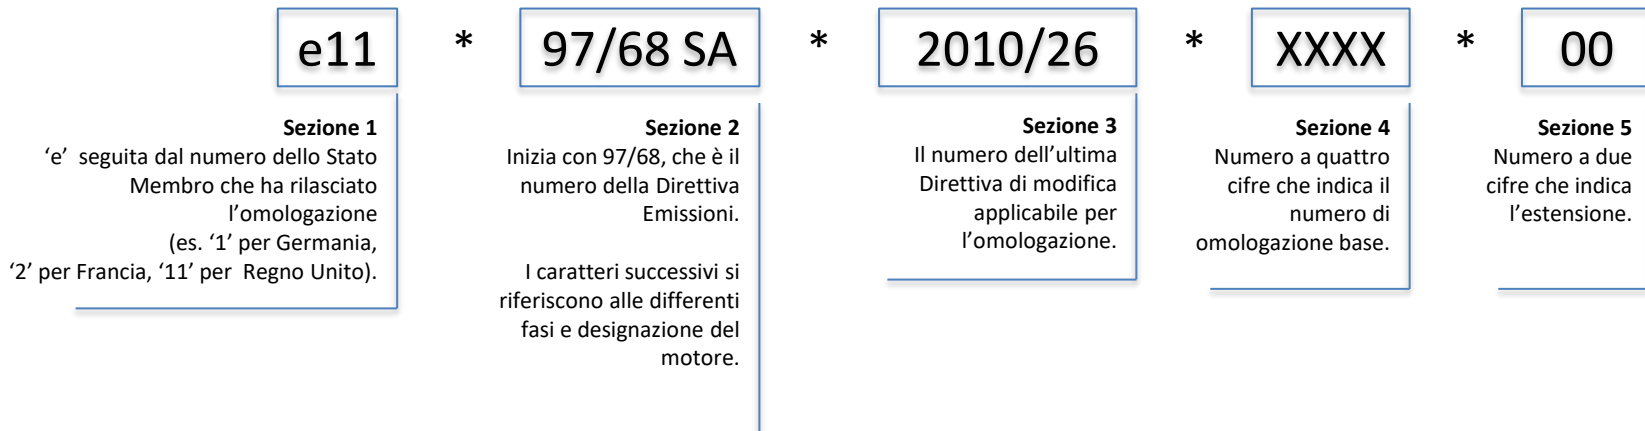 e11 * 97/68 SA * 2010/26 * XXXX * 00
Sezione 1
‘e’ seguita dal numero dello Stato
Membro che ha rilasciato
l’omologazione
(es. ‘1’ per Germania,
‘2’ per Francia, ‘11’ per Regno Unito).
Sezione 2
Inizia con 97/68, che è il
numero della Direttiva
Emissioni.
I caratteri successivi si
riferiscono alle differenti
fasi e designazione del
motore.
Sezione 3
Il numero dell’ultima
Direttiva di modifica
applicabile per
l’omologazione.
Sezione 4
Numero a quattro
cifre che indica il
numero di
omologazione base.
Sezione 5
Numero a due
cifre che indica
l’estensione.